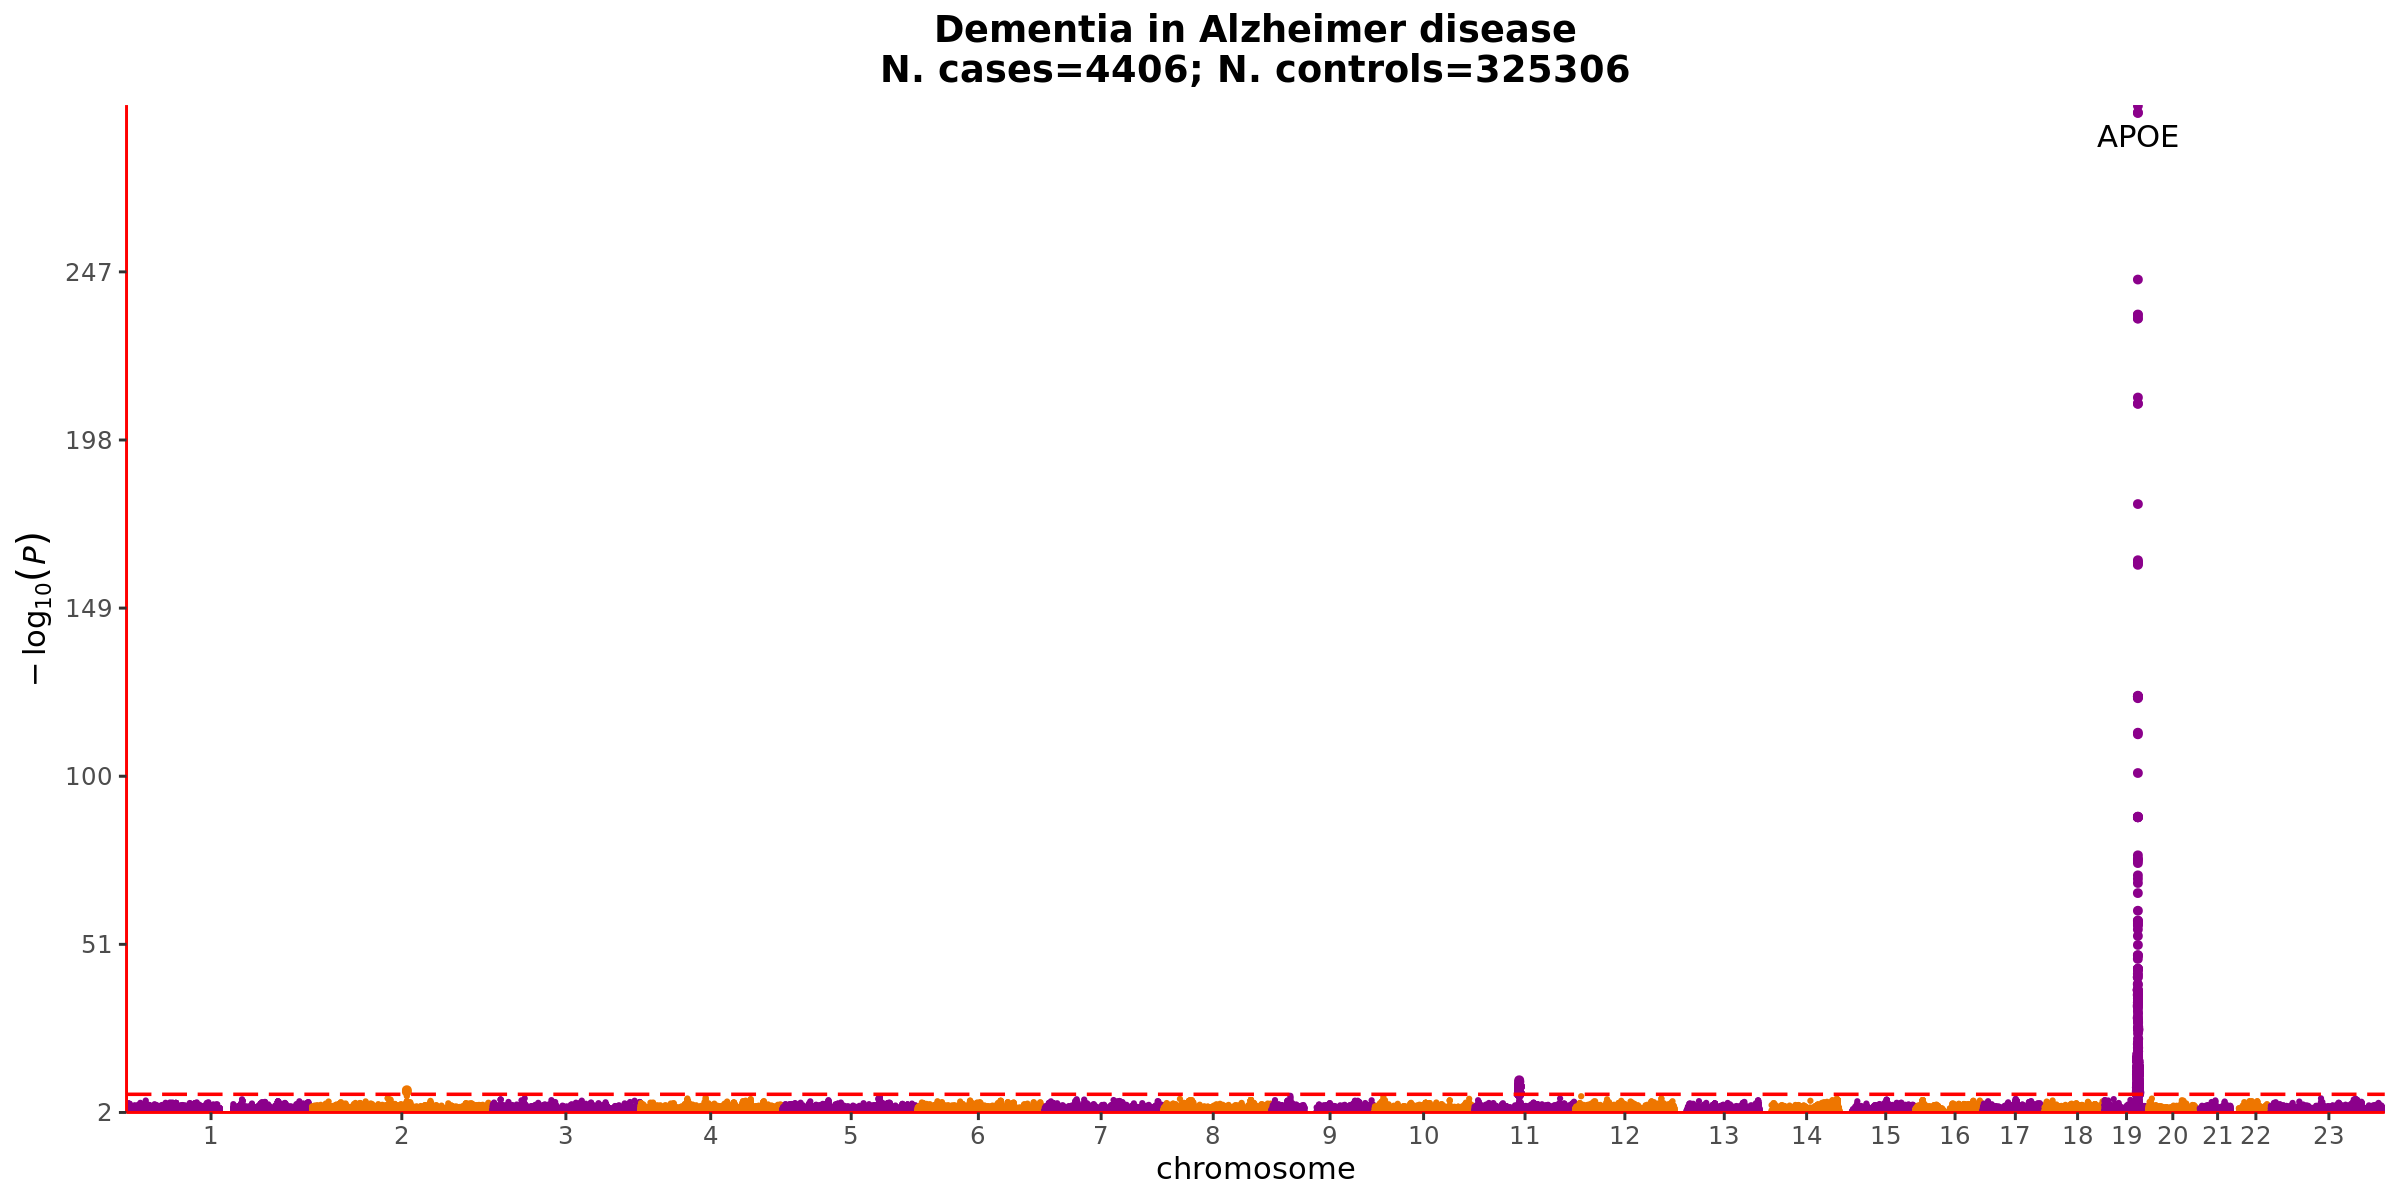 Dementia in Alzheimer disease
N. cases=4406; N. controls=325306
APOE
247
198
149
100
51
2
− log10(P)
1 2 3 4 5 6 7 8 9 10 11 12 13 14 15 16 17 18 19 20 21 22 23
chromosome